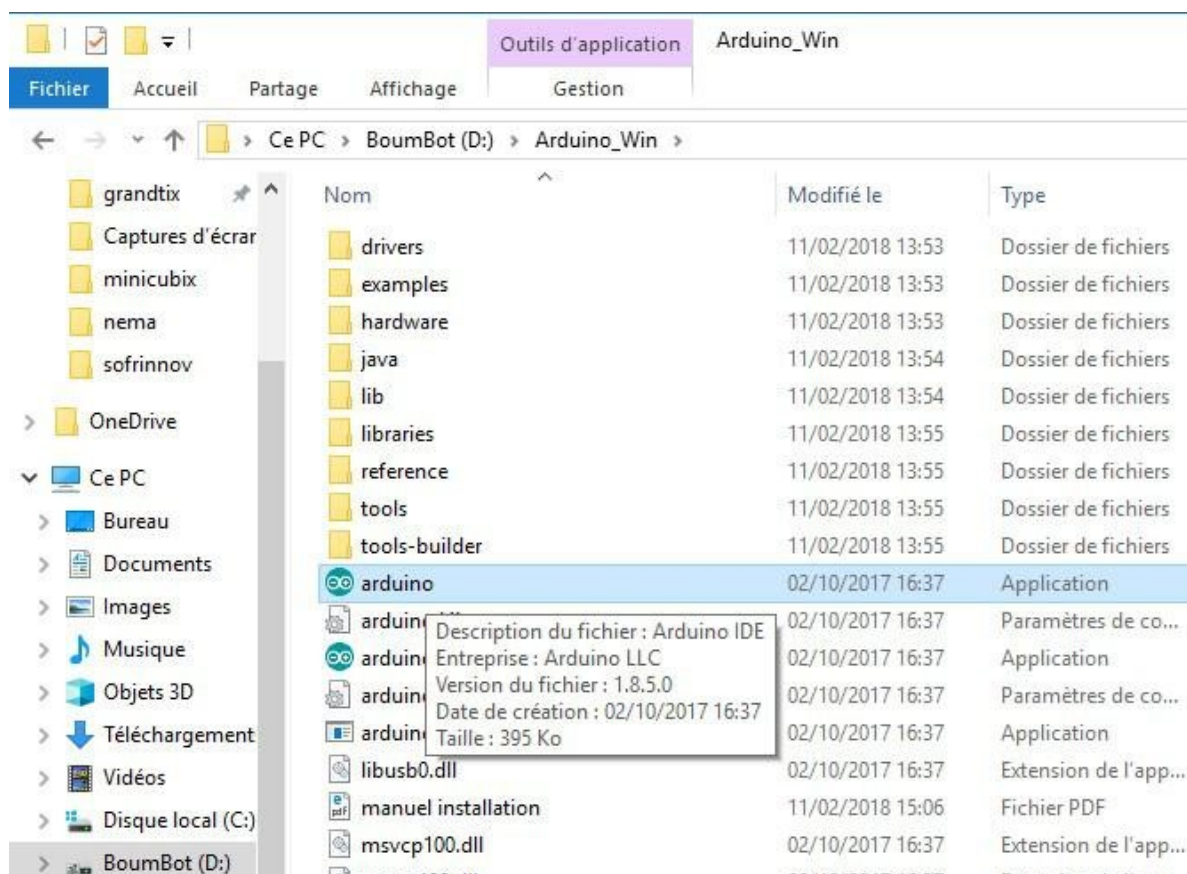 Outils d'application Arduino_Win
Fichier Accueil Partage Affichage Gestion
Ce PC > BoumBot (D:) > Arduino_Win >
grandtix
Captures d'écrar
minicubix
nema
sofrinnov
OneDrive
Ce PC
Bureau
Documents
Images
Musique
Objets 3D
Téléchargement
Vidéos
Disque local (C:)
BoumBot (D:)
Nom Modifié le Type
drivers 11/02/2018 13:53 Dossier de fichiers
examples 11/02/2018 13:53 Dossier de fichiers
hardware 11/02/2018 13:53 Dossier de fichiers
java 11/02/2018 13:54 Dossier de fichiers
lib 11/02/2018 13:54 Dossier de fichiers
libraries 11/02/2018 13:55 Dossier de fichiers
reference 11/02/2018 13:55 Dossier de fichiers
tools 11/02/2018 13:55 Dossier de fichiers
tools-builder 11/02/2018 13:55 Dossier de fichiers
arduino 02/10/2017 16:37 Application
02/10/2017 16:37 Paramètres de co...
02/10/2017 16:37 Application
02/10/2017 16:37 Paramètres de co...
02/10/2017 16:37 Application
Description du fichier : Arduino IDE
Entreprise : Arduino LLC
Version du fichier : 1.8.5.0
Date de création : 02/10/2017 16:37
Taille : 395 Ko
libusb0.dll 02/10/2017 16:37 Extension de l'app...
manuel installation 11/02/2018 15:06 Fichier PDF
msvcp100.dll 02/10/2017 16:37 Extension de l'app...